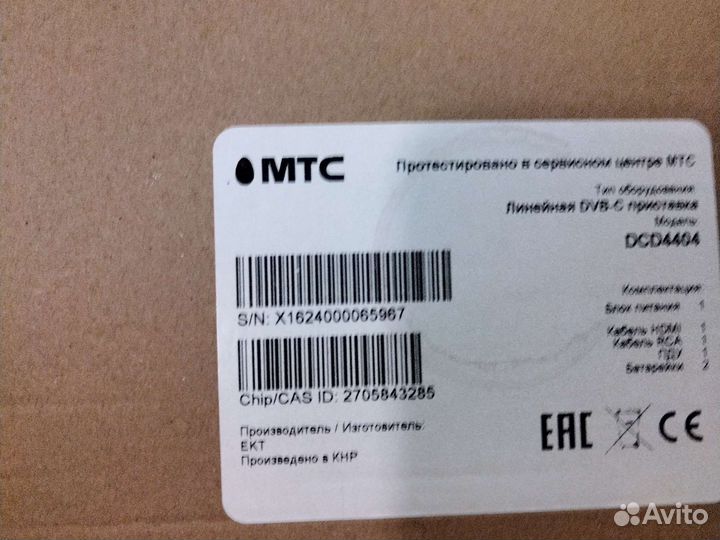 МТС
Протестировано в сервисном центре МТС
Тип оборудования:
Линейная DVB-C приставка
Модель:
DCD4404
S/N: X1624000065967
Chip/CAS ID: 2705843285
Комплектация:
Блок питания 1
Кабель HDMI 1
Кабель RCA 1
ПДУ 1
Батарейки 2
Производитель / Изготовитель:
EKT
Произведено в КНР
EAC CE
Avito